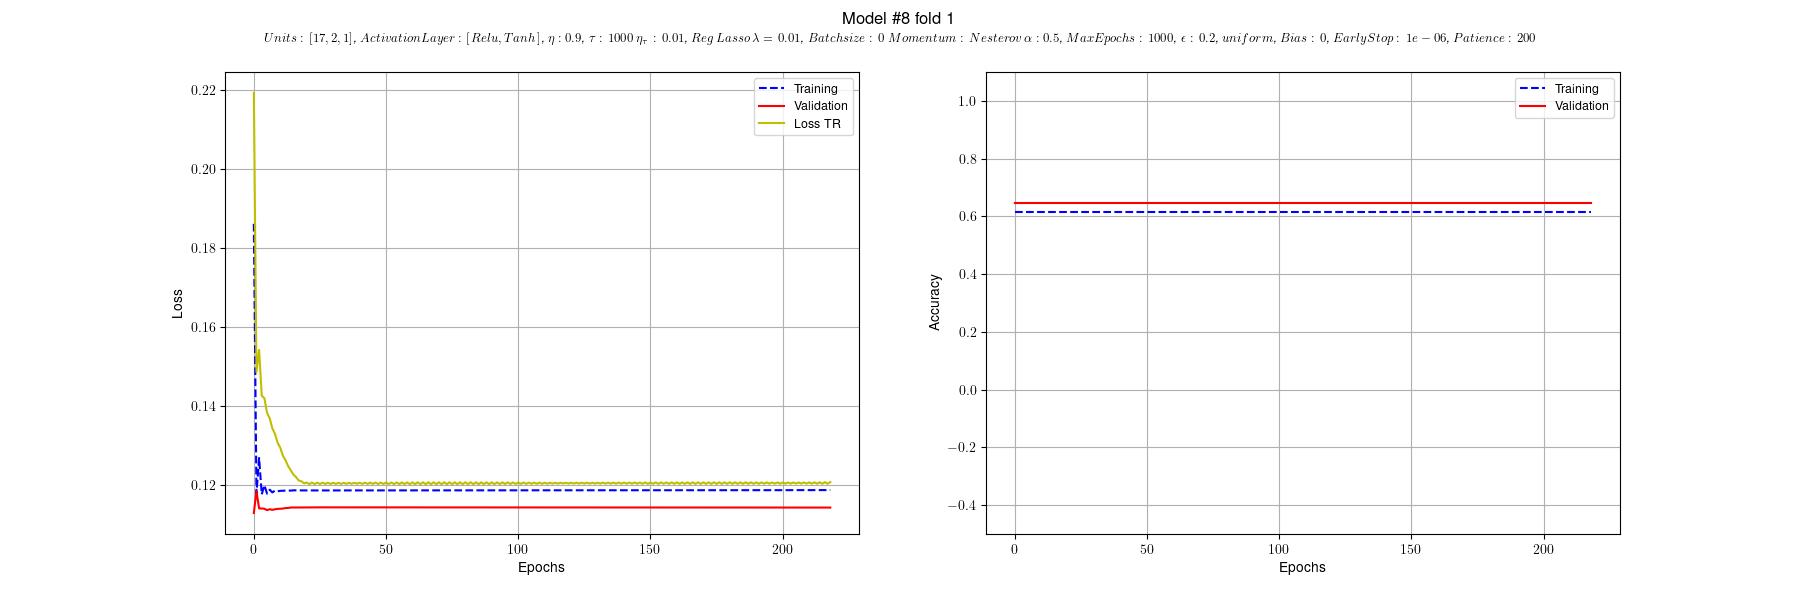 Model #8 fold 1
Units : [17, 2, 1], ActivationLayer : [Relu, Tanh], η : 0.9, τ : 1000 ητ : 0.01, Reg Lasso λ = 0.01, Batchsize : 0 Momentum : Nesterov α : 0.5, MaxEpochs : 1000, ϵ : 0.2, uniform, Bias : 0, EarlyStop : 1e − 06, Patience : 200
0.22
0.20
0.18
0.16
0.14
0.12
Loss
Training
Validation
Loss TR
0 50 100 150 200
Epochs
1.0
0.8
0.6
0.4
0.2
0.0
−0.2
−0.4
Accuracy
Training
Validation
0 50 100 150 200
Epochs